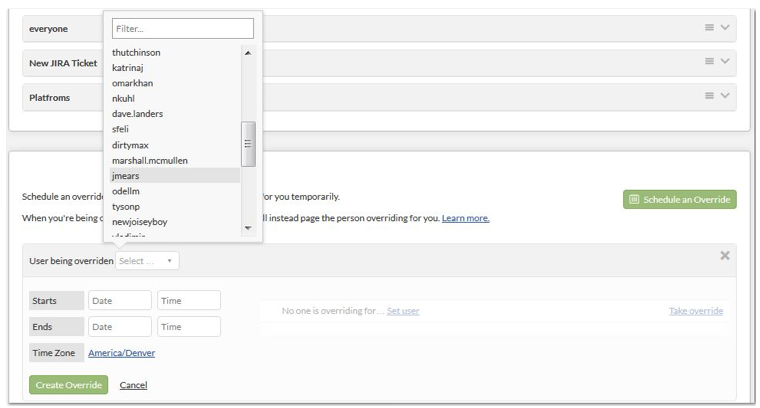 everyone
New JIRA Ticket
Platfroms
Filter...
thutchinson
katrinaj
omarkhan
nkuhl
dave.landers
sfeli
dirtymax
marshall.mcmullen
jmears
odellm
tysonp
newjoiseyboy
Schedule an overrid for you temporarily.
Schedule an Override
When you're being ll instead page the person overriding for you. Learn more.
User being overriden Select ...
Starts Date Time
No one is overriding for... Set user Take override
Ends Date Time
Time Zone America/Denver
Create Override Cancel